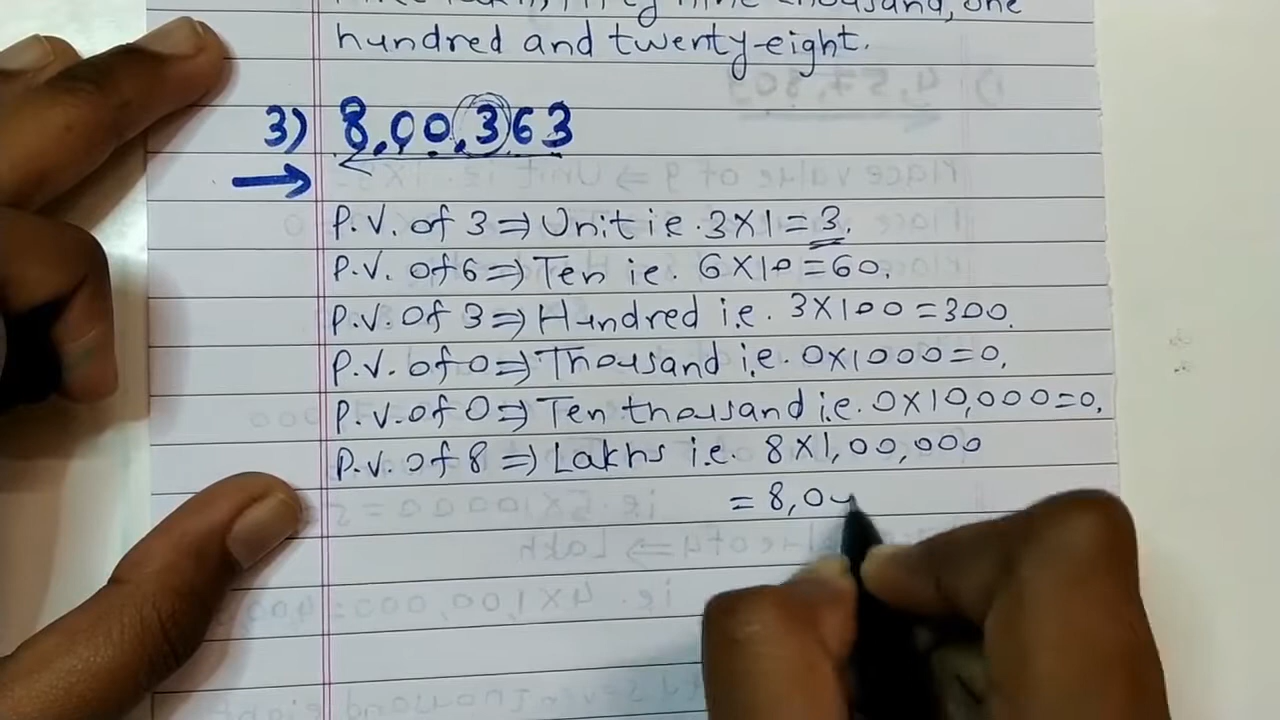 hundred and twenty-eight.
3) 8,00,363
P.V. of 3 ⇒ Unit i.e. 3×1=3.
P.V. of 6 ⇒ Ten ie. 6×10=60.
P.V. of 3 ⇒ Hundred i.e. 3×100=300.
P.V. of 0 ⇒ Thousand i.e. 0×1000=0.
P.V. of 0 ⇒ Ten thousand i.e. 0×10,000=0.
P.V. of 8 ⇒ Lakhs i.e. 8×1,00,000
= 8,0